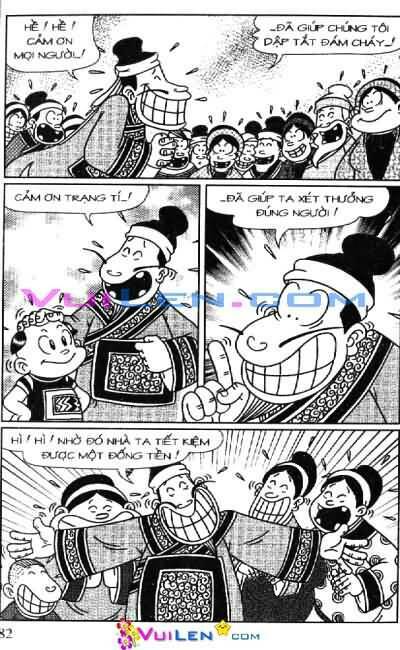 HỀ! HỀ!
CẢM ƠN
MỌI NGƯỜI...!
...ĐÃ GIÚP CHÚNG TÔI
DẬP TẮT ĐÁM CHÁY...!
CẢM ƠN TRẠNG TÍ...!
...ĐÃ GIÚP TA XÉT THƯỞNG
ĐÚNG NGƯỜI!
VUILEN.COM
HÌ! HÌ! NHỜ ĐÓ NHÀ TA TIẾT KIỆM
ĐƯỢC MỘT ĐỒNG TIỀN!
82
VUILEN.COM